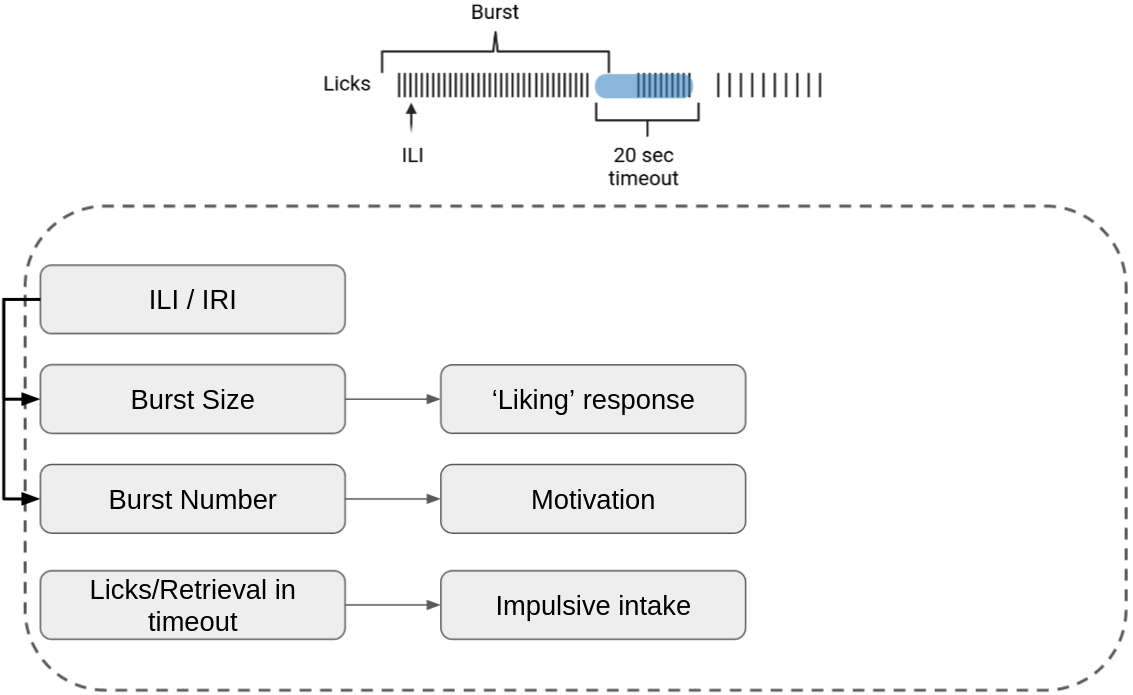 Burst
Licks
ILI
20 sec
timeout
ILI / IRI
Burst Size
‘Liking’ response
Burst Number
Motivation
Licks/Retrieval in
timeout
Impulsive intake